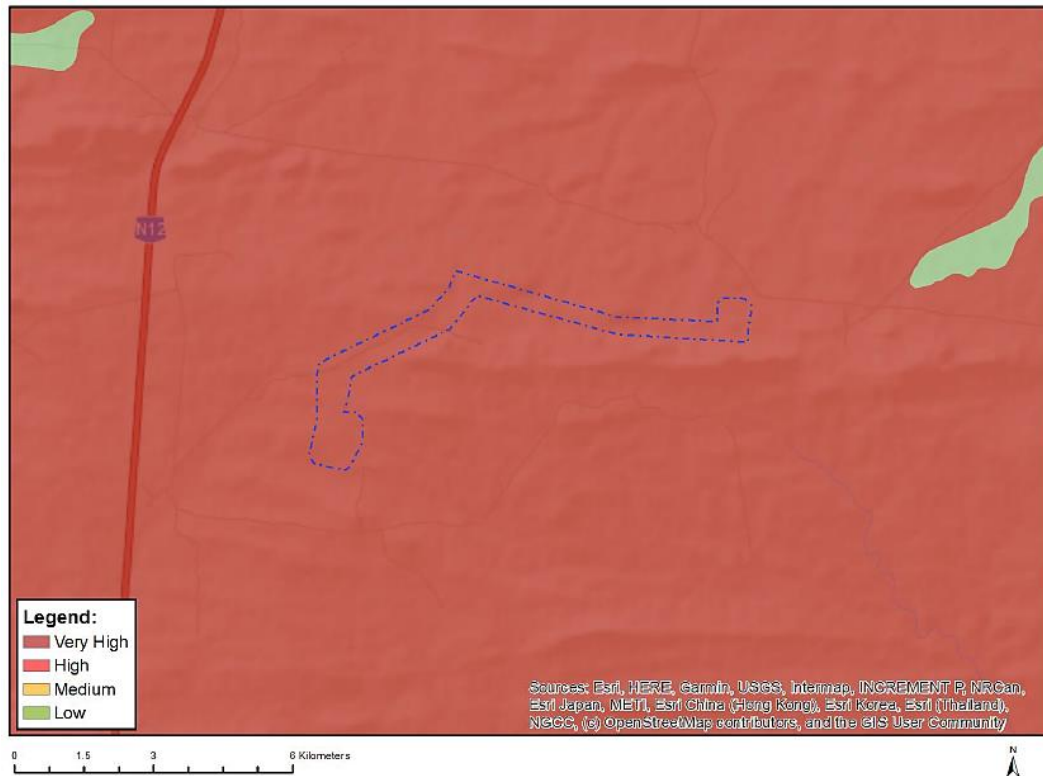 N12
Legend:
Very High
High
Medium
Low
Sources: Esri, HERE, Garmin, USGS, Intermap, INCREMENT P, NRCan,
Esri Japan, METI, Esri China (Hong Kong), Esri Korea, Esri (Thailand),
NGCC, (c) OpenStreetMap contributors, and the GIS User Community
0 1.5 3 6 Kilometers
N